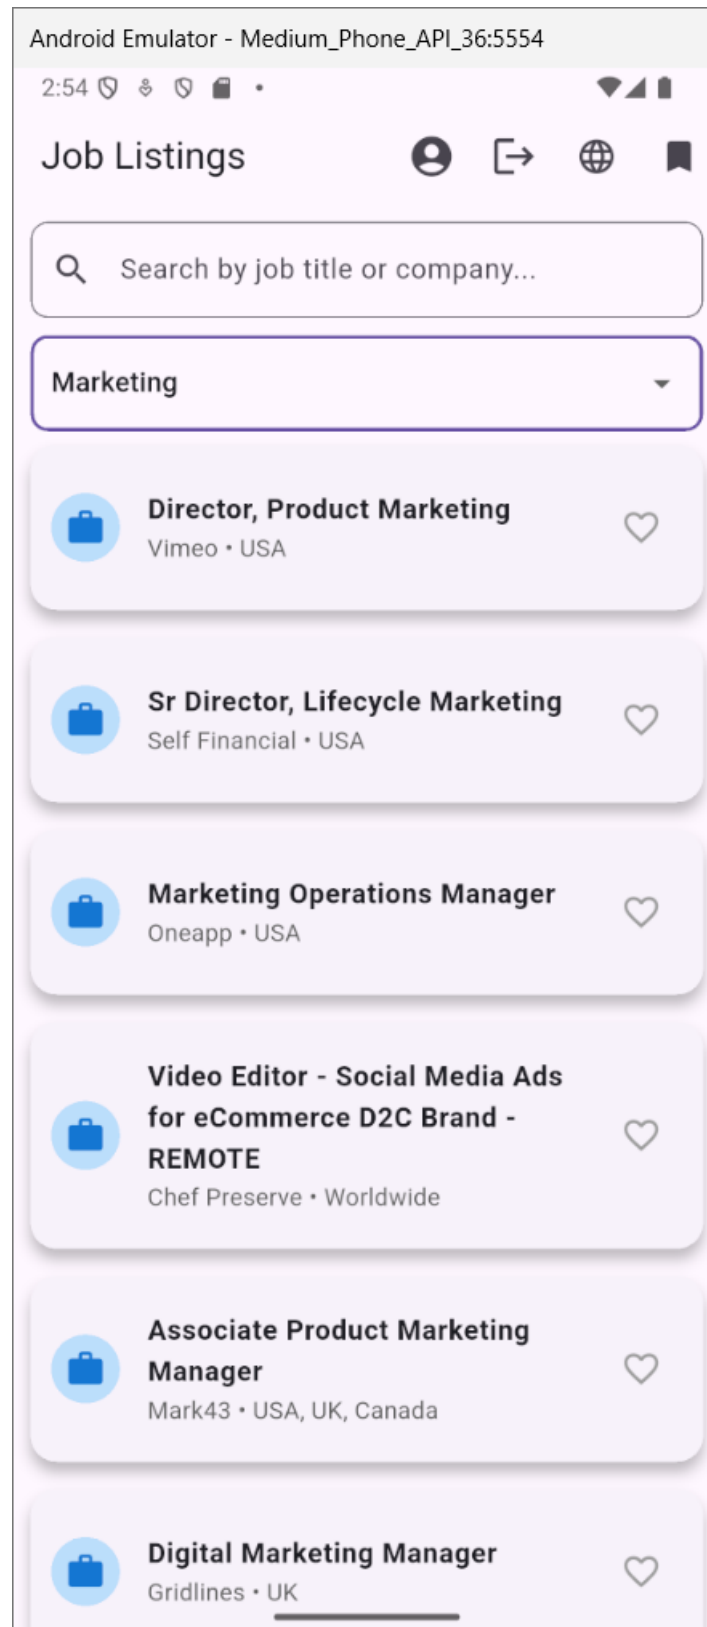 Android Emulator - Medium_Phone_API_36:5554
2:54
Job Listings
Search by job title or company...
Marketing
Director, Product Marketing
Vimeo • USA
Sr Director, Lifecycle Marketing
Self Financial • USA
Marketing Operations Manager
Oneapp • USA
Video Editor - Social Media Ads
for eCommerce D2C Brand -
REMOTE
Chef Preserve • Worldwide
Associate Product Marketing
Manager
Mark43 • USA, UK, Canada
Digital Marketing Manager
Gridlines • UK